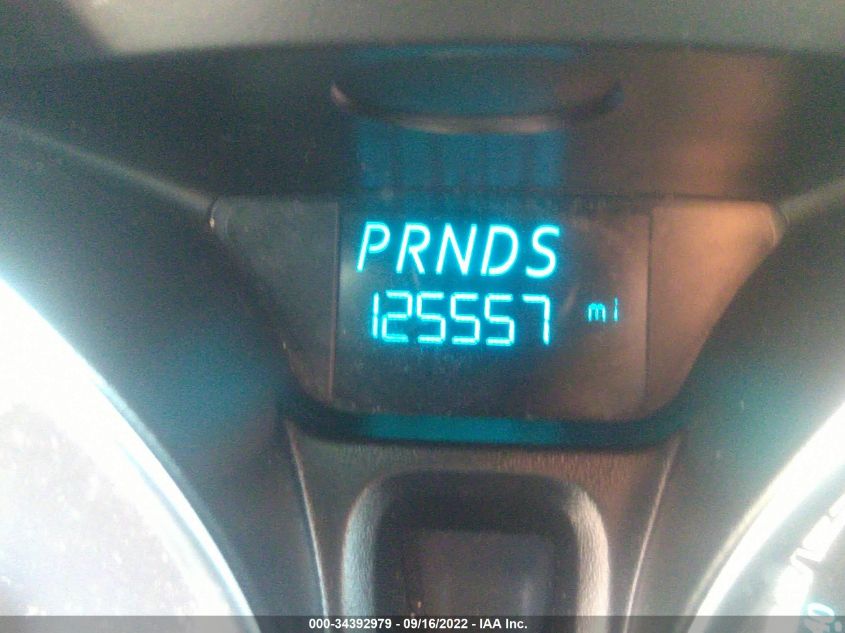 PRNDS
125557 mi
000-34392979 - 09/16/2022 - IAA Inc.